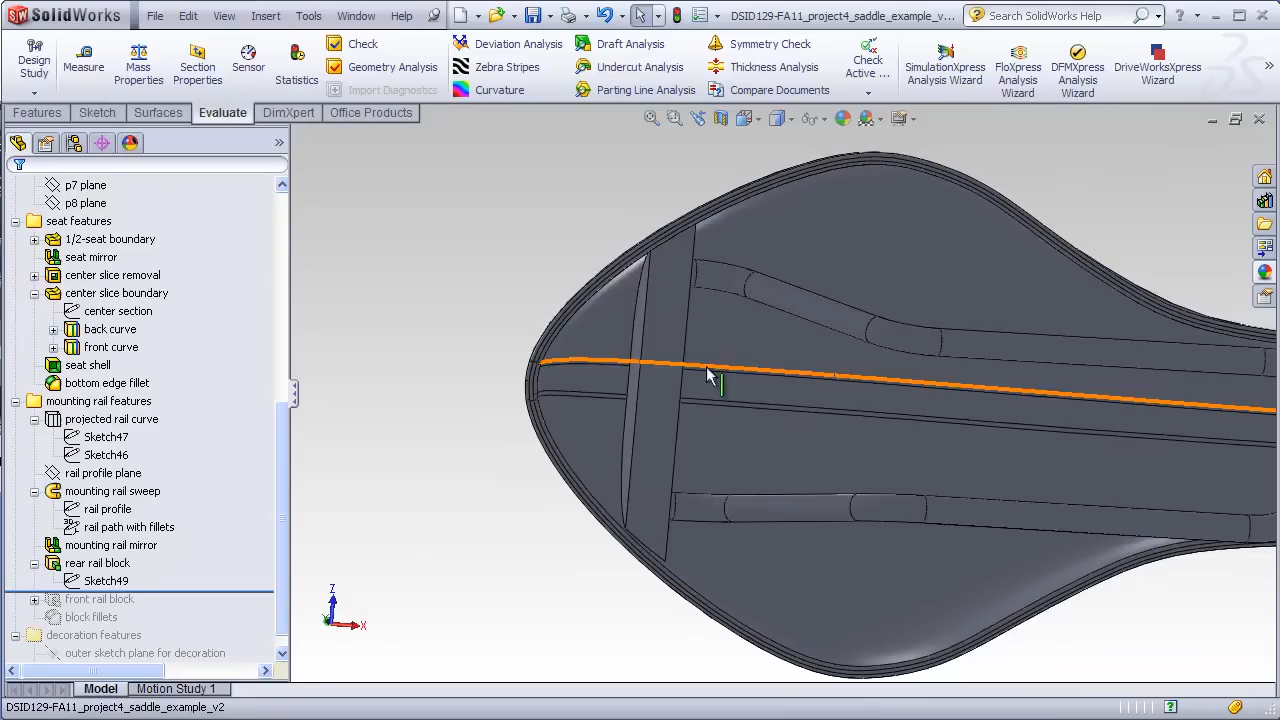 SolidWorks File Edit View Insert Tools Window Help DSID129-FA11_project4_saddle_example_v... Search SolidWorks Help
Design Study
Measure
Mass Properties
Section Properties
Sensor
Statistics
Check
Geometry Analysis
Import Diagnostics
Deviation Analysis
Zebra Stripes
Curvature
Draft Analysis
Undercut Analysis
Parting Line Analysis
Symmetry Check
Thickness Analysis
Compare Documents
Check Active ...
SimulationXpress Analysis Wizard
FloXpress Analysis Wizard
DFMXpress Analysis Wizard
DriveWorksXpress Wizard
Features Sketch Surfaces Evaluate DimXpert Office Products
p7 plane
p8 plane
seat features
1/2-seat boundary
seat mirror
center slice removal
center slice boundary
center section
back curve
front curve
seat shell
bottom edge fillet
mounting rail features
projected rail curve
Sketch47
Sketch46
rail profile plane
mounting rail sweep
rail profile
3D
rail path with fillets
mounting rail mirror
rear rail block
Sketch49
front rail block
block fillets
decoration features
outer sketch plane for decoration
Z
Y
X
Model Motion Study 1
DSID129-FA11_project4_saddle_example_v2